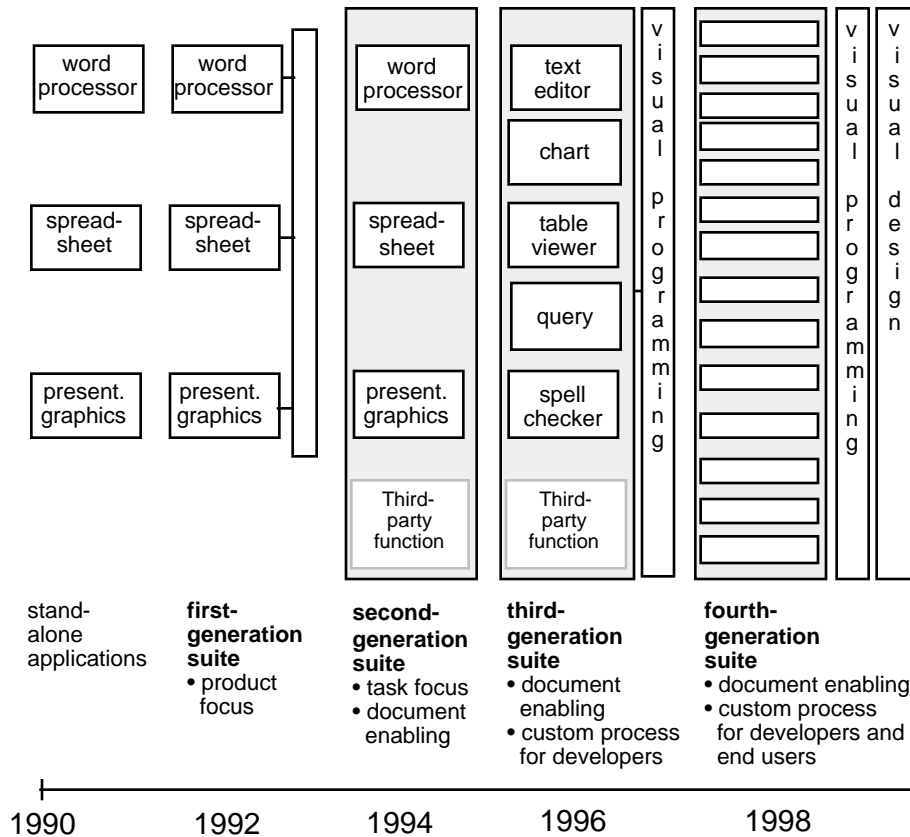 word
processor
spread-
sheet
present.
graphics
stand-
alone
applications
word
processor
spread-
sheet
present.
graphics
first-
generation
suite
• product
focus
word
processor
spread-
sheet
present.
graphics
Third-
party
function
second-
generation
suite
• task focus
• document
enabling
text
editor
chart
table
viewer
query
spell
checker
Third-
party
function
visual programming
third-
generation
suite
• document
enabling
• custom process
for developers
visual programming
visual design
fourth-
generation
suite
• document enabling
• custom process
for developers and
end users
1990
1992
1994
1996
1998